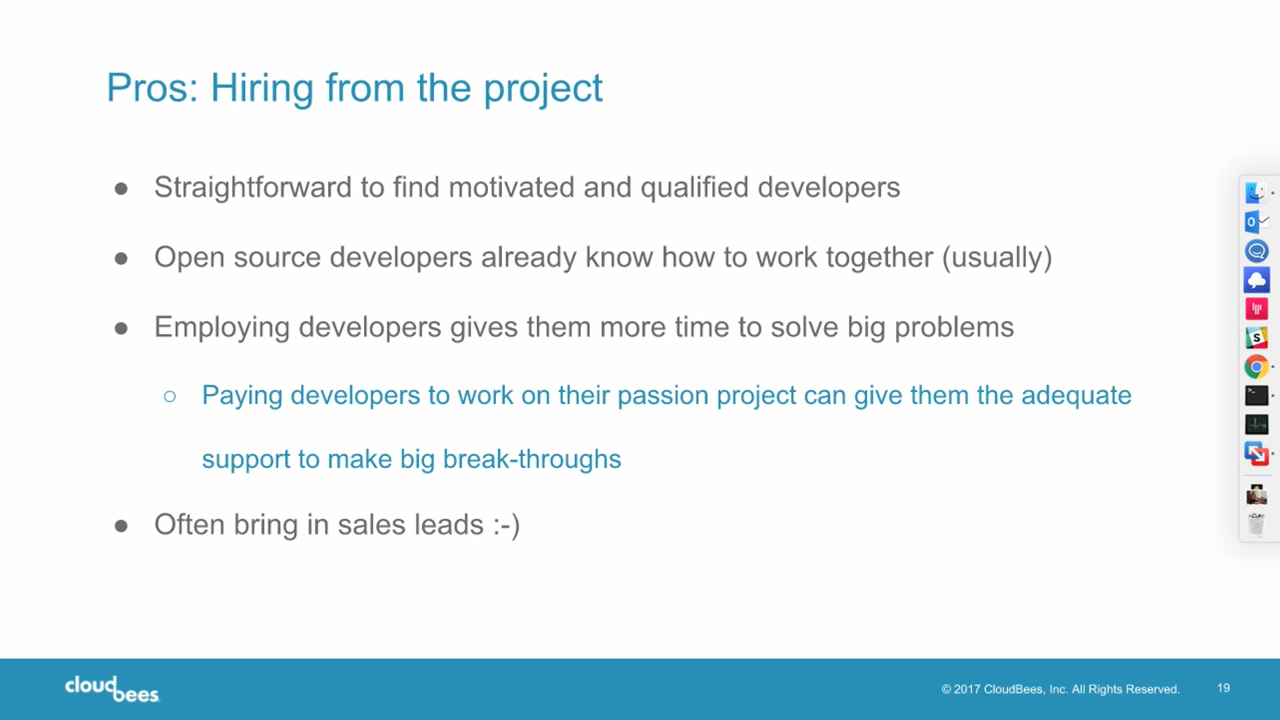 Pros: Hiring from the project
● Straightforward to find motivated and qualified developers
● Open source developers already know how to work together (usually)
● Employing developers gives them more time to solve big problems
○ Paying developers to work on their passion project can give them the adequate
support to make big break-throughs
● Often bring in sales leads :-)
cloudbees
© 2017 CloudBees, Inc. All Rights Reserved.
19